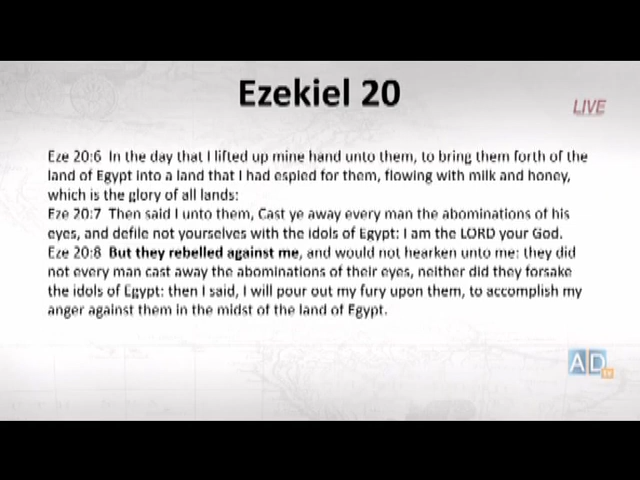 Ezekiel 20
LIVE
Eze 20:6 In the day that I lifted up mine hand unto them, to bring them forth of the
land of Egypt into a land that I had espied for them, flowing with milk and honey,
which is the glory of all lands:
Eze 20:7 Then said I unto them, Cast ye away every man the abominations of his
eyes, and defile not yourselves with the idols of Egypt: I am the LORD your God.
Eze 20:8 But they rebelled against me, and would not hearken unto me: they did
not every man cast away the abominations of their eyes, neither did they forsake
the idols of Egypt: then I said, I will pour out my fury upon them, to accomplish my
anger against them in the midst of the land of Egypt.
AD
tv